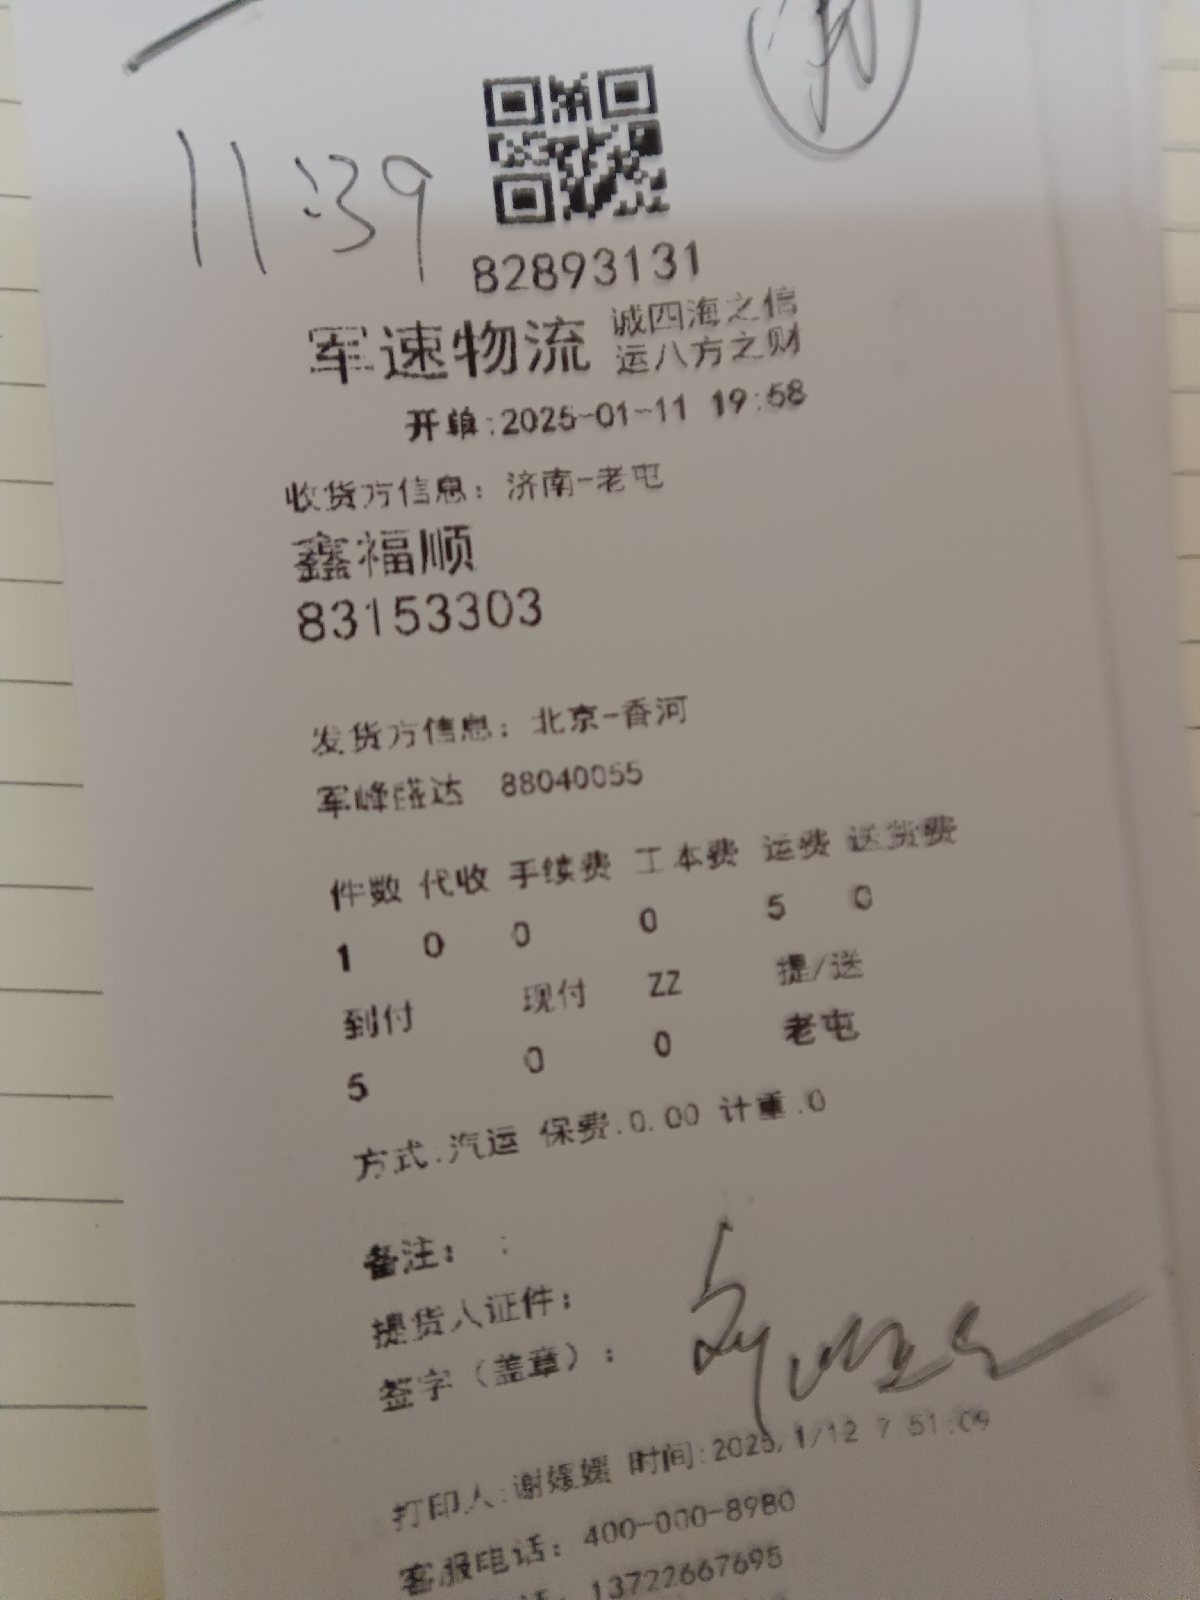 11:39
82893131
军速物流 诚四海之信
运八方之财
开单:2025-01-11 19:58
收货方信息：济南-老屯
鑫福顺
83153303
发货方信息：北京-香河
军峰盛达 88040055
件数 代收 手续费 工本费 运费 送货费
1 0 0 0 5 0
到付 现付 ZZ 提/送
5 0 0 老屯
方式:汽运 保费:0.00 计重:0
备注： :
提货人证件：
签字（盖章）：
打印人:谢媛媛 时间:2025/1/12 7:51:09
客服电话：400-000-8980
话：13722667695